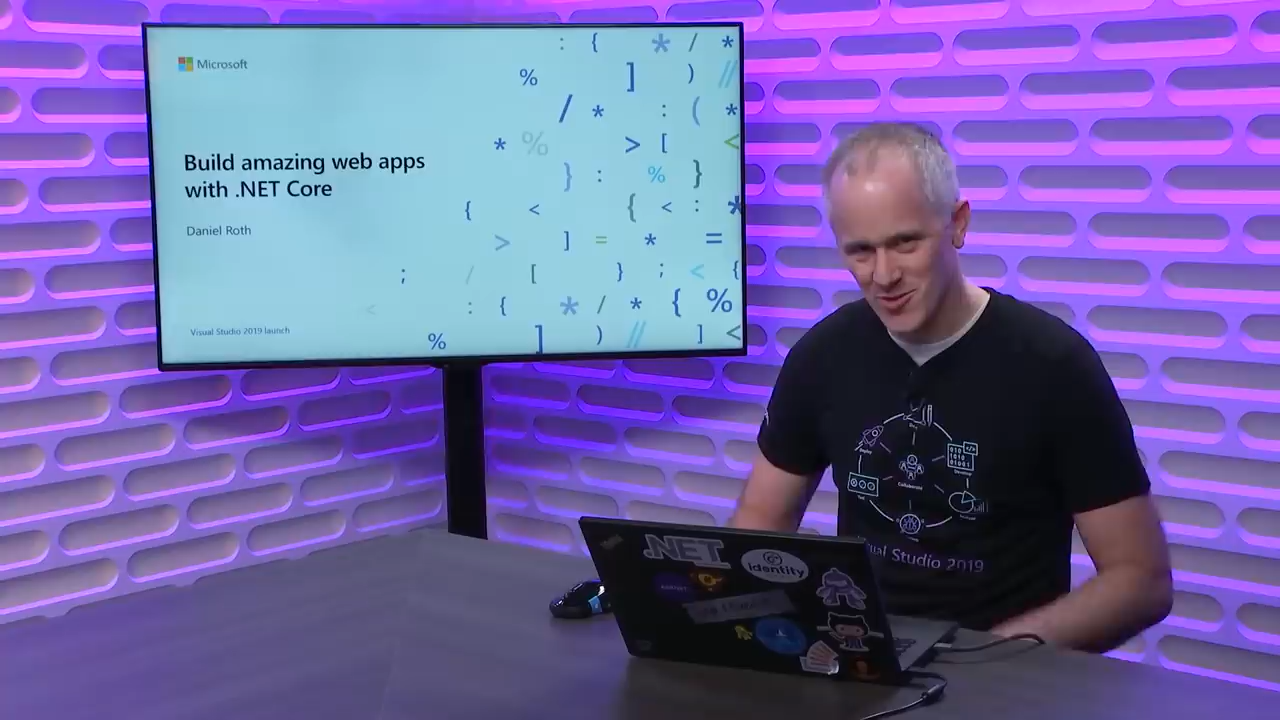 Microsoft
: { * / *
% ] ) //
/ * : ( *
* % > [ <
} : % }
{ < { < : *
> ] = * =
; / [ } ; < {
< : { * / * { %
% ] ) // ] <
Build amazing web apps
with .NET Core
Daniel Roth
Visual Studio 2019 launch
Collaborate
Visual Studio 2019
.NET
identity